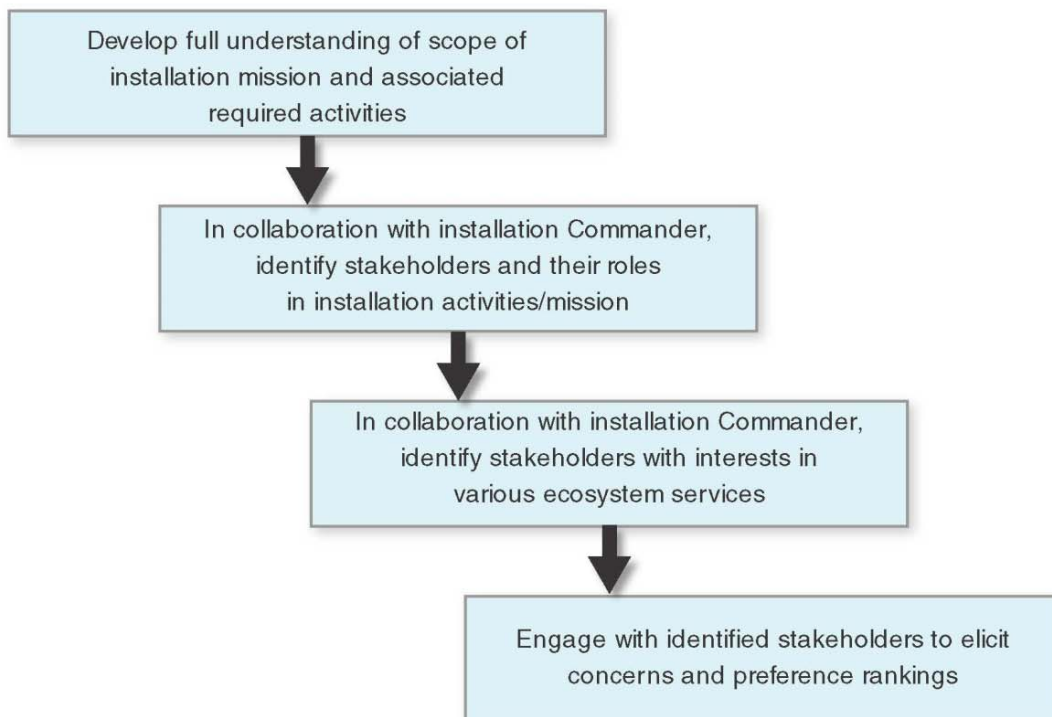 Develop full understanding of scope of
installation mission and associated
required activities
In collaboration with installation Commander,
identify stakeholders and their roles
in installation activities/mission
In collaboration with installation Commander,
identify stakeholders with interests in
various ecosystem services
Engage with identified stakeholders to elicit
concerns and preference rankings